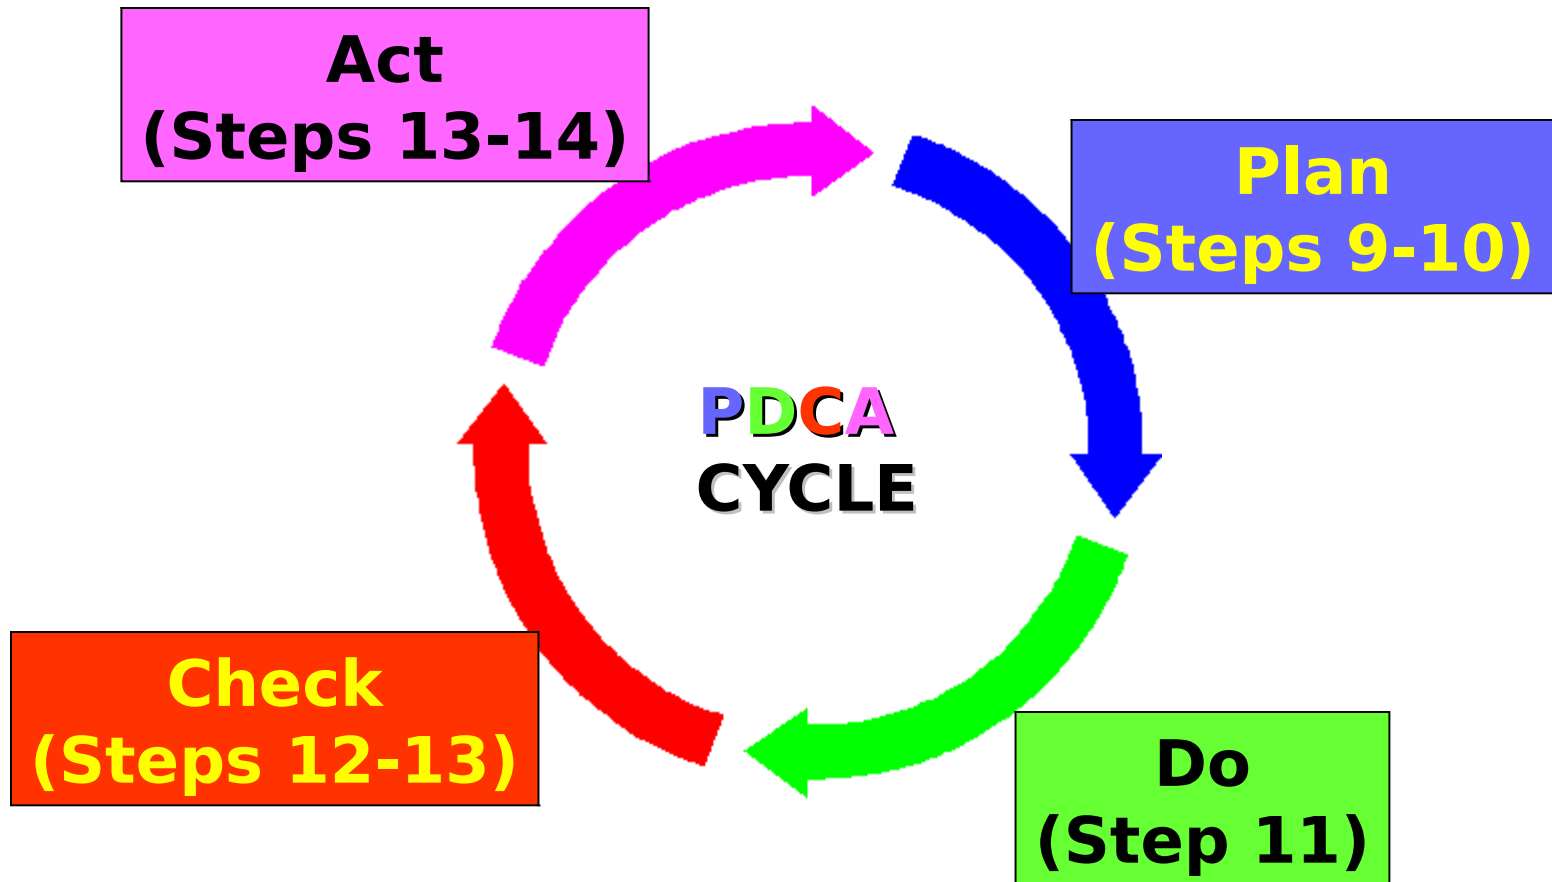 Act
(Steps 13-14)
Plan
(Steps 9-10)
PDCA
CYCLE
Check
(Steps 12-13)
Do
(Step 11)